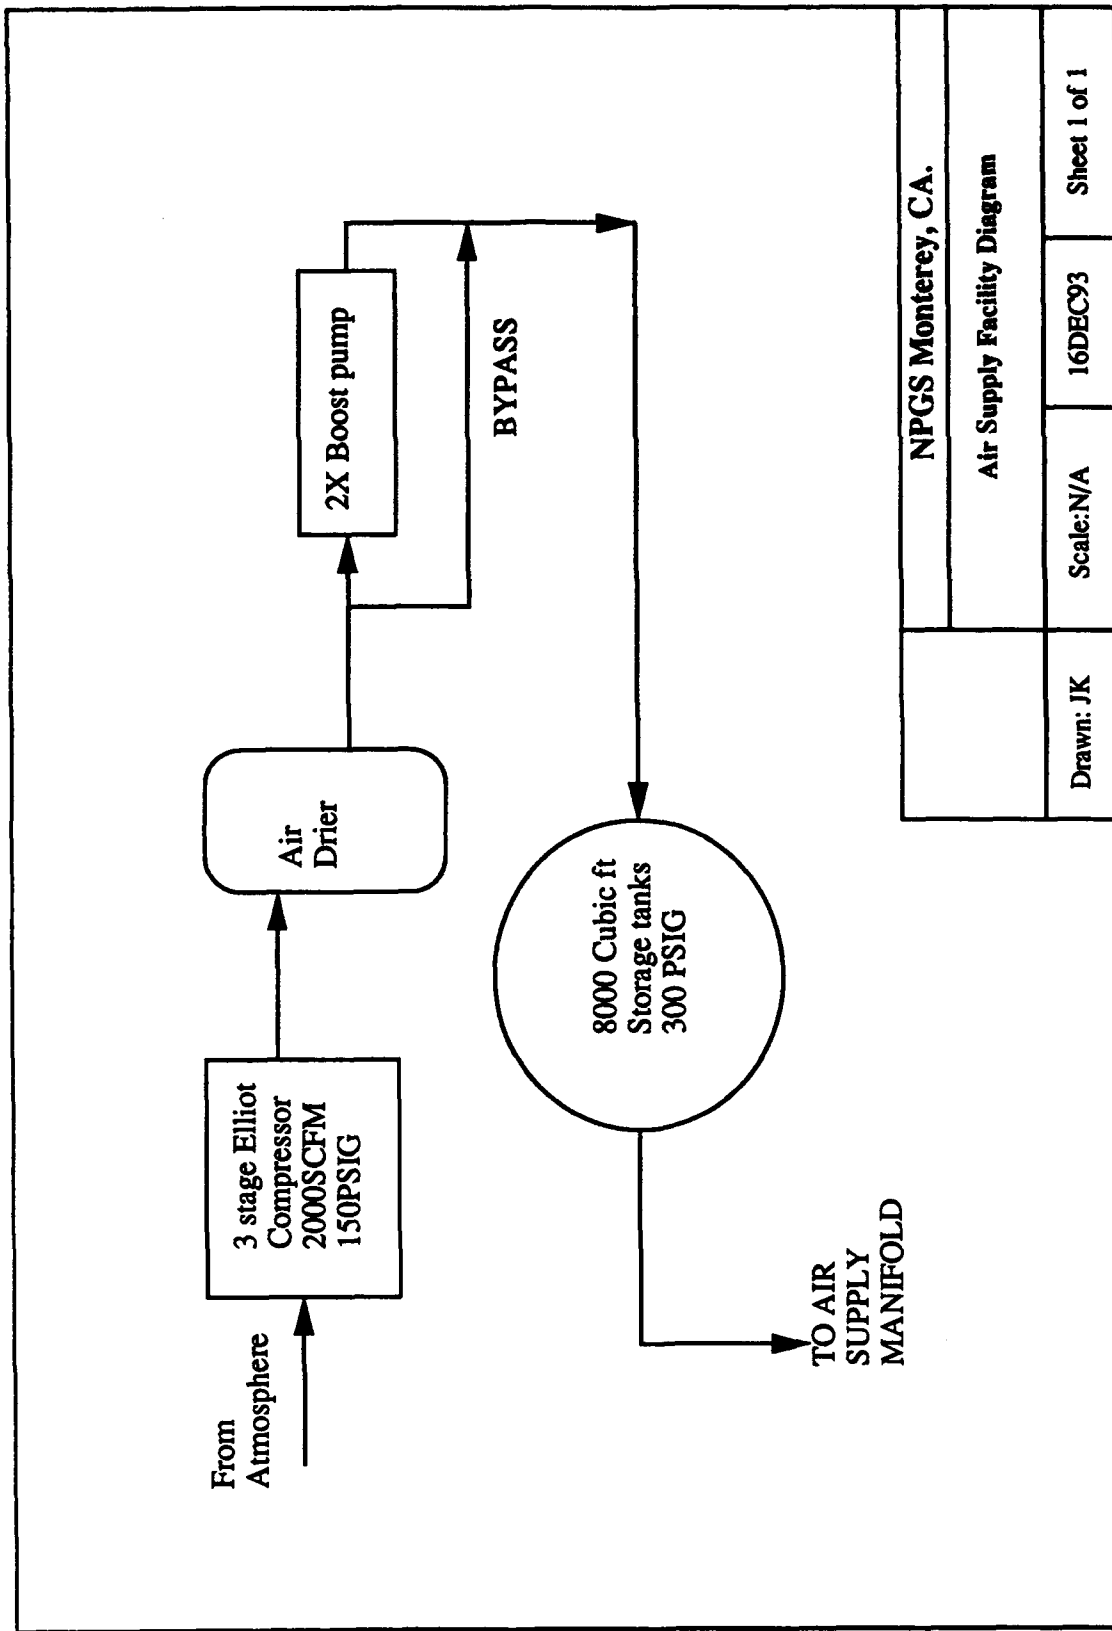 From
Atmosphere
3 stage Elliot
Compressor
2000SCFM
150PSIG
Air
Drier
2X Boost pump
BYPASS
8000 Cubic ft
Storage tanks
300 PSIG
TO AIR
SUPPLY
MANIFOLD
NPGS Monterey, CA.
Air Supply Facility Diagram
Drawn: JK
Scale:N/A
16DEC93
Sheet 1 of 1